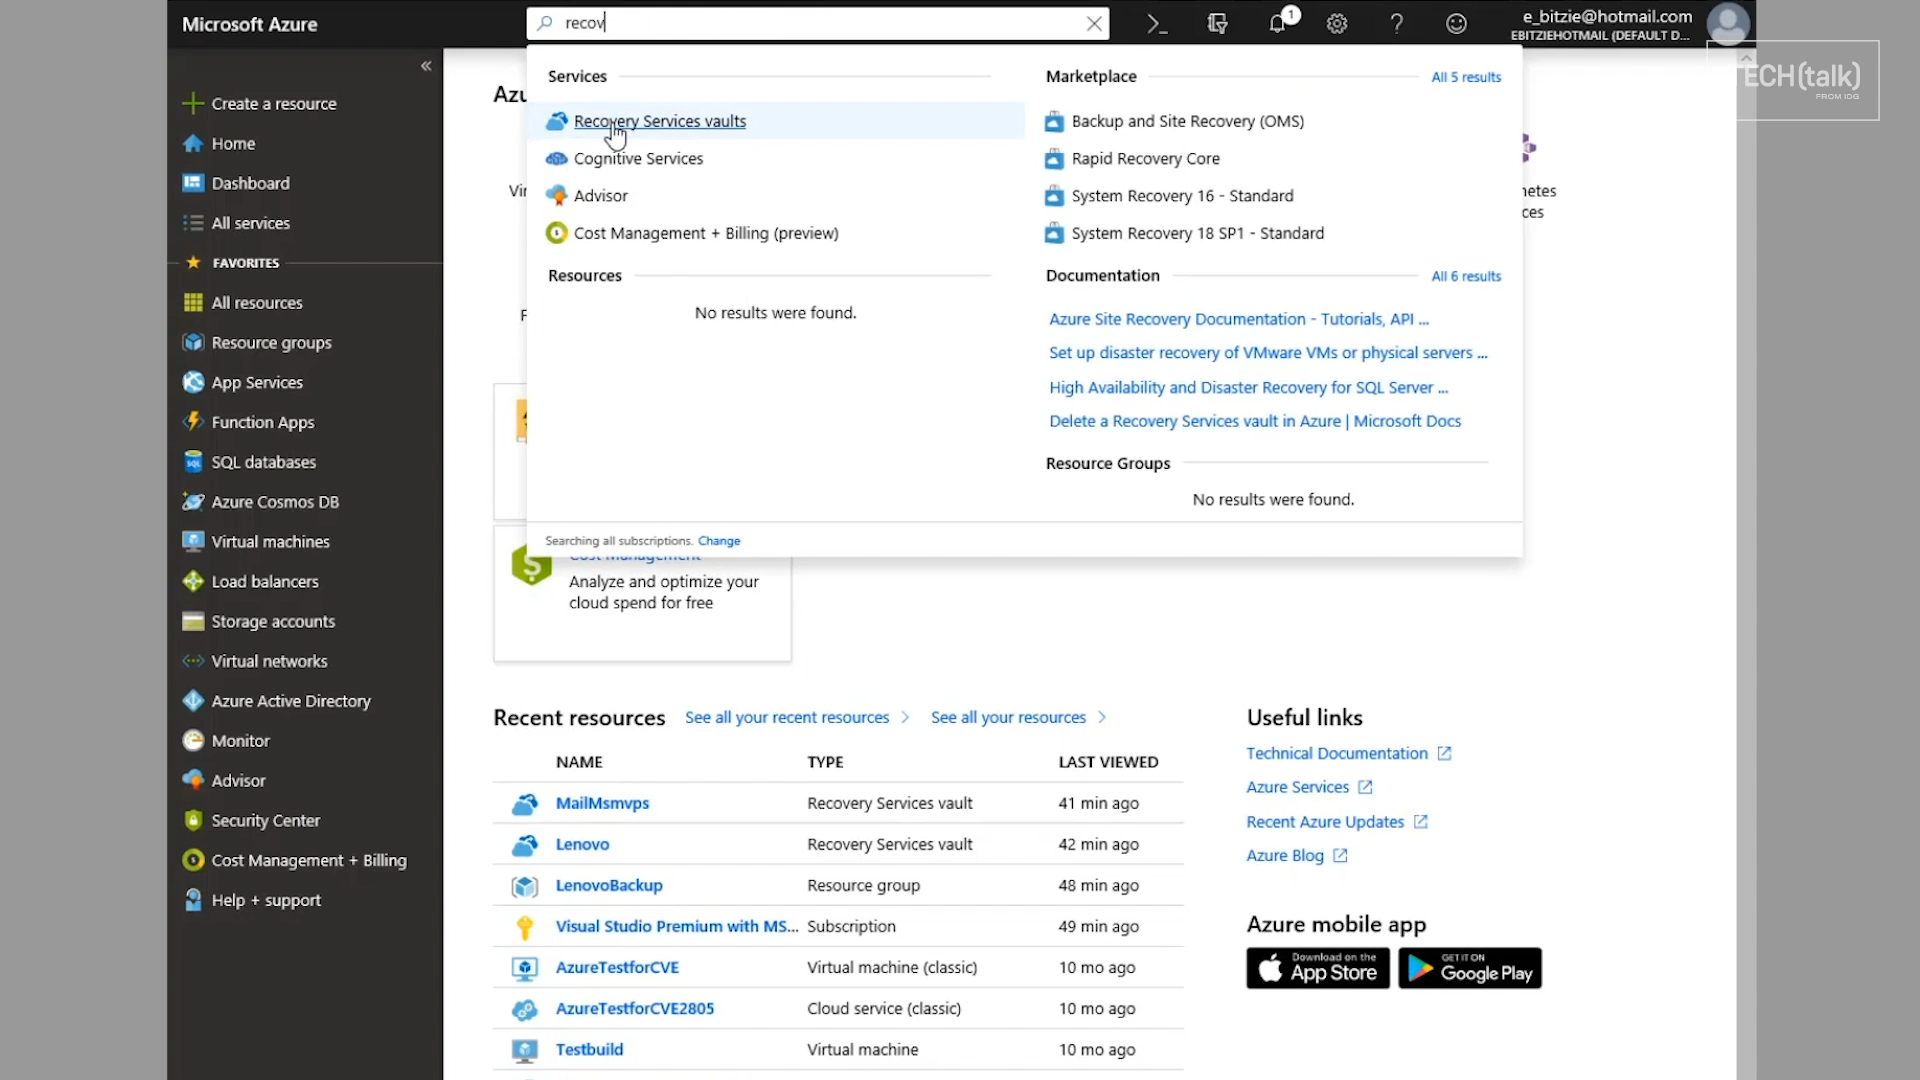 Microsoft Azure
recov
1
e_bitzie@hotmail.com
EBITZIEHOTMAIL (DEFAULT D...
TECH(talk)
FROM IDG
«
Create a resource
Home
Dashboard
All services
FAVORITES
All resources
Resource groups
App Services
Function Apps
SQL databases
Azure Cosmos DB
Virtual machines
Load balancers
Storage accounts
Virtual networks
Azure Active Directory
Monitor
Advisor
Security Center
Cost Management + Billing
Help + support
Azu
Vir
F
Services
Recovery Services vaults
Cognitive Services
Advisor
Cost Management + Billing (preview)
Resources
No results were found.
Marketplace
All 5 results
Backup and Site Recovery (OMS)
Rapid Recovery Core
System Recovery 16 - Standard
System Recovery 18 SP1 - Standard
Documentation
All 6 results
Azure Site Recovery Documentation - Tutorials, API ...
Set up disaster recovery of VMware VMs or physical servers ...
High Availability and Disaster Recovery for SQL Server ...
Delete a Recovery Services vault in Azure | Microsoft Docs
Resource Groups
No results were found.
Searching all subscriptions. Change
netes
ces
Cost Management
Analyze and optimize your
cloud spend for free
Recent resources See all your recent resources See all your resources
NAME TYPE LAST VIEWED
MailMsmvps Recovery Services vault 41 min ago
Lenovo Recovery Services vault 42 min ago
LenovoBackup Resource group 48 min ago
Visual Studio Premium with MS... Subscription 49 min ago
AzureTestforCVE Virtual machine (classic) 10 mo ago
AzureTestforCVE2805 Cloud service (classic) 10 mo ago
Testbuild Virtual machine 10 mo ago
Useful links
Technical Documentation
Azure Services
Recent Azure Updates
Azure Blog
Azure mobile app
Download on the
App Store
GET IT ON
Google Play